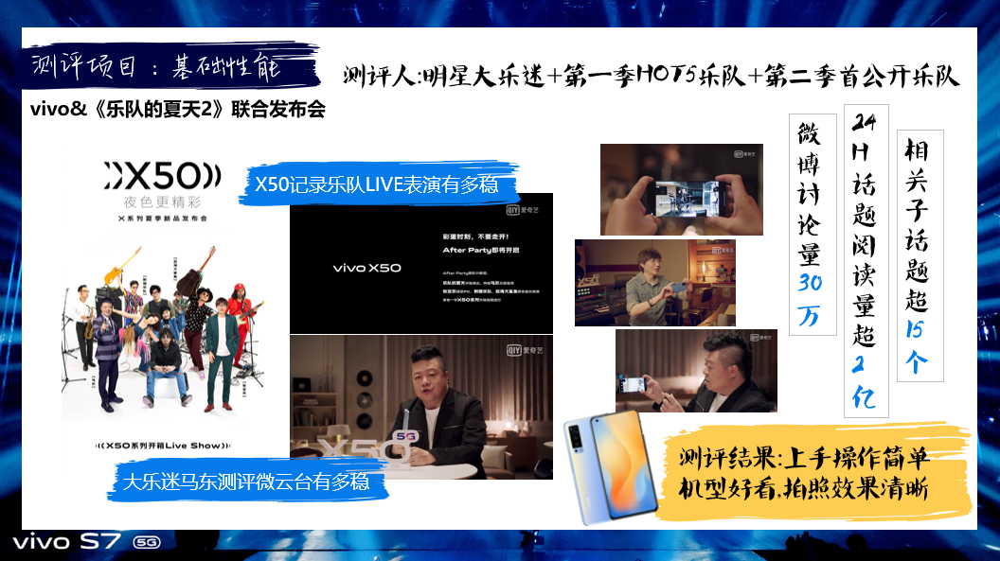 测评项目：基础性能
测评人:明星大乐迷+第一季HOT5乐队+第二季首公开乐队
vivo&《乐队的夏天2》联合发布会
X50
夜色更精彩
X系列夏季新品发布会
(((X50系列开箱Live Show)))
X50记录乐队LIVE表演有多稳
iQIYI 爱奇艺
vivo X50
彩蛋时刻，不要走开！
After Party即将开启
iQIYI 爱奇艺
X50 5G
大乐迷马东测评微云台有多稳
iQIYI 爱奇艺
iQIYI 爱奇艺
iQIYI 爱奇艺
微博讨论量30万
24H话题阅读量超2亿
相关子话题超15个
测评结果:上手操作简单
机型好看,拍照效果清晰
vivo S7 5G